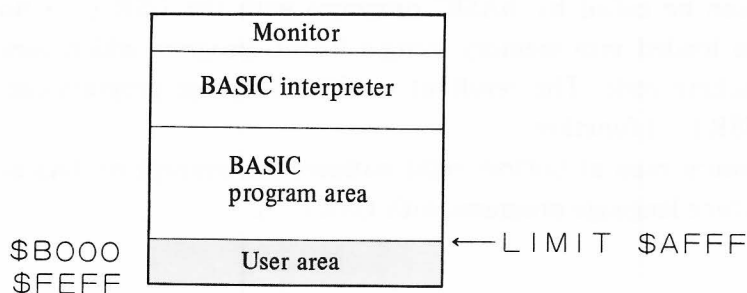 Monitor
BASIC interpreter
BASIC
program area
←LIMIT $AFFF
$B000
User area
$FEFF